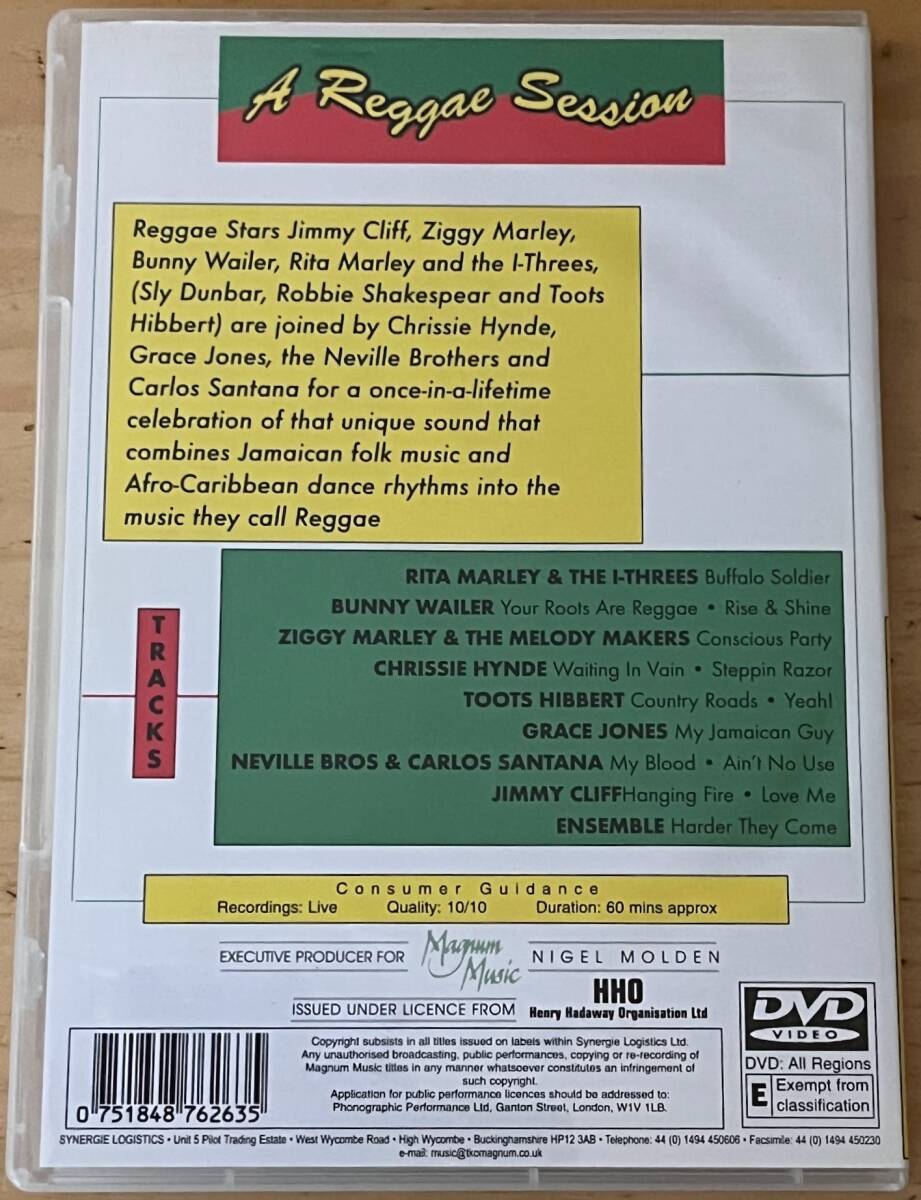 A Reggae Session
Reggae Stars Jimmy Cliff, Ziggy Marley,
Bunny Wailer, Rita Marley and the I-Threes,
(Sly Dunbar, Robbie Shakespear and Toots
Hibbert) are joined by Chrissie Hynde,
Grace Jones, the Neville Brothers and
Carlos Santana for a once-in-a-lifetime
celebration of that unique sound that
combines Jamaican folk music and
Afro-Caribbean dance rhythms into the
music they call Reggae
TRACKS
RITA MARLEY & THE I-THREES Buffalo Soldier
BUNNY WAILER Your Roots Are Reggae • Rise & Shine
ZIGGY MARLEY & THE MELODY MAKERS Conscious Party
CHRISSIE HYNDE Waiting In Vain • Steppin Razor
TOOTS HIBBERT Country Roads • Yeah!
GRACE JONES My Jamaican Guy
NEVILLE BROS & CARLOS SANTANA My Blood • Ain't No Use
JIMMY CLIFFHanging Fire • Love Me
ENSEMBLE Harder They Come
Consumer Guidance
Recordings: Live Quality: 10/10 Duration: 60 mins approx
EXECUTIVE PRODUCER FOR Magnum Music NIGEL MOLDEN
ISSUED UNDER LICENCE FROM HHO Henry Hadaway Organisation Ltd
Copyright subsists in all titles issued on labels within Synergie Logistics Ltd.
Any unauthorised broadcasting, public performances, copying or re-recording of
Magnum Music titles in any manner whatsoever constitutes an infringement of
such copyright.
Application for public performance licences should be addressed to:
Phonographic Performance Ltd, Ganton Street, London, W1V 1LB.
0 751848 762635
DVD
VIDEO
DVD: All Regions
E Exempt from
classification
SYNERGIE LOGISTICS • Unit 5 Pilot Trading Estate • West Wycombe Road • High Wycombe • Buckinghamshire HP12 3AB • Telephone: 44 (0) 1494 450606 • Facsimile: 44 (0) 1494 450230
e-mail: music@tkomagnum.co.uk